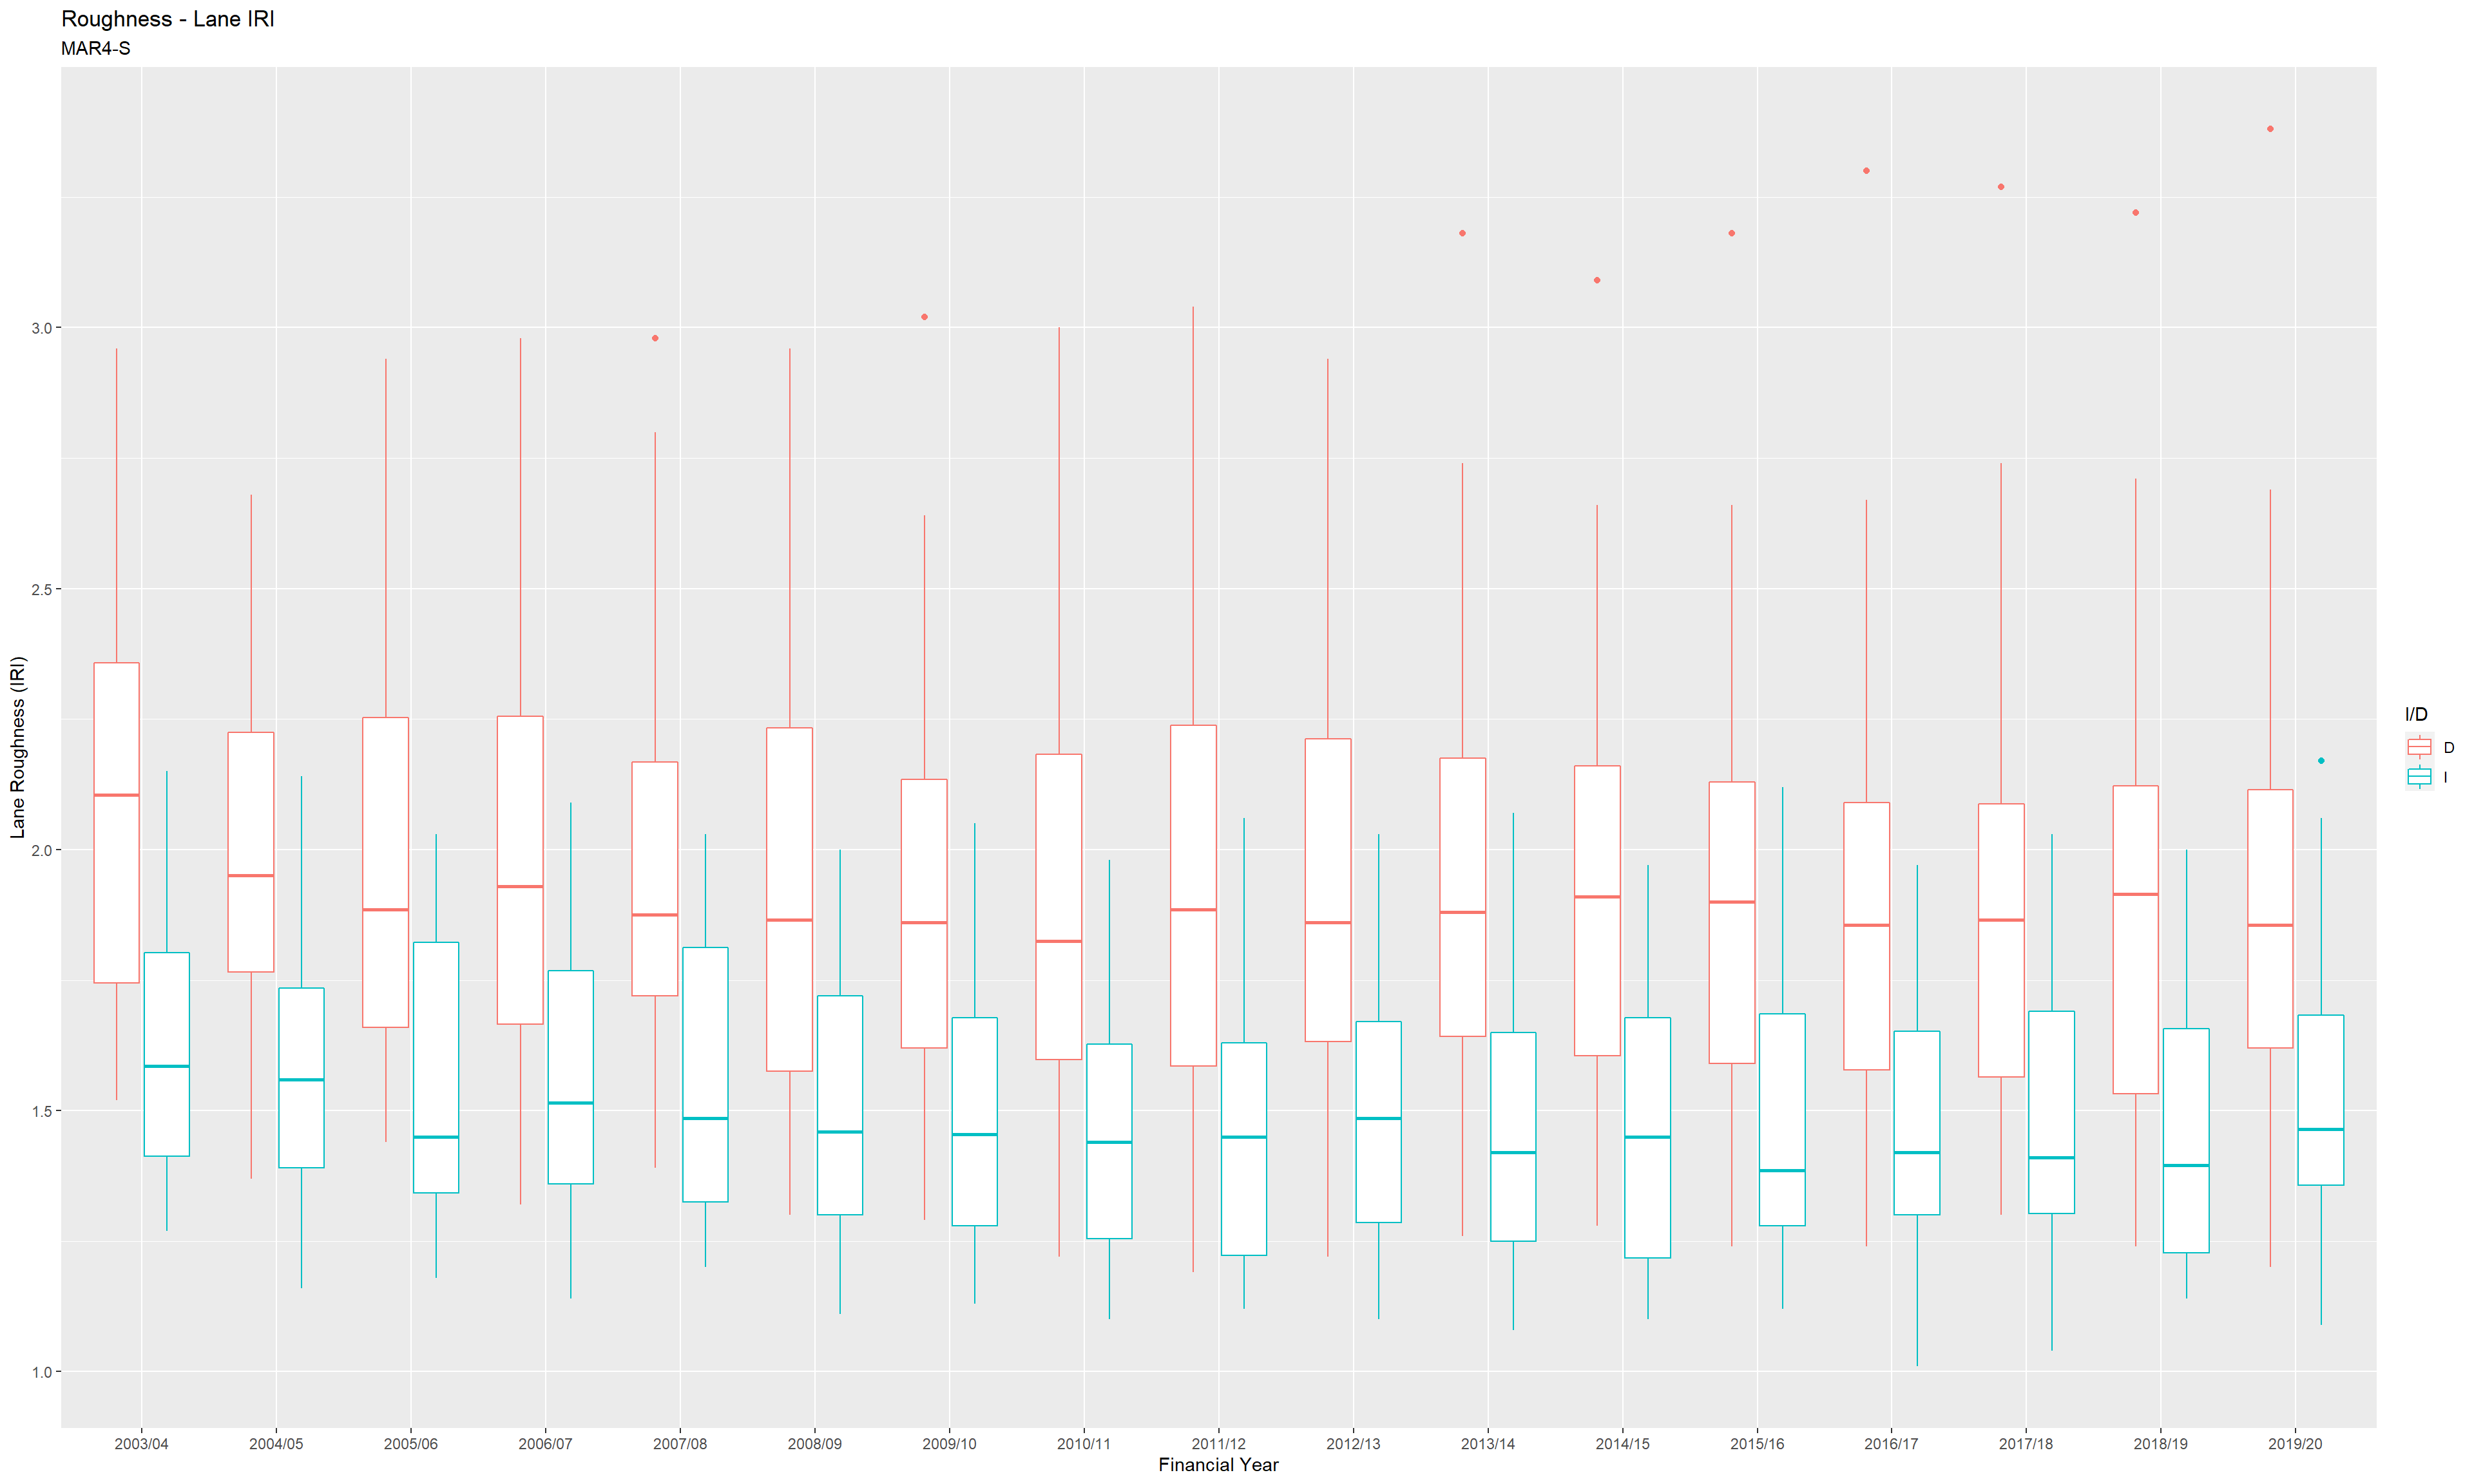 Roughness - Lane IRI
MAR4-S
Lane Roughness (IRI)
3.0
2.5
2.0
1.5
1.0
2003/04 2004/05 2005/06 2006/07 2007/08 2008/09 2009/10 2010/11 2011/12 2012/13 2013/14 2014/15 2015/16 2016/17 2017/18 2018/19 2019/20
Financial Year
I/D
D
I